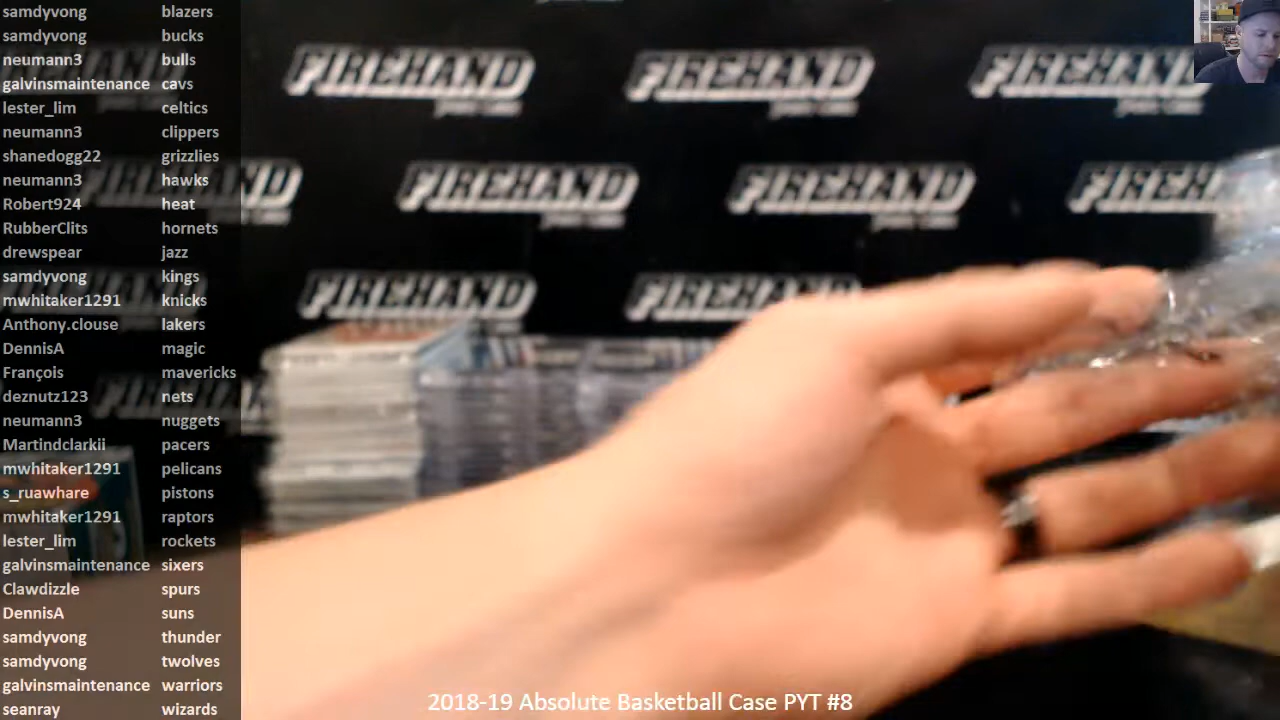 samdyvong blazers
samdyvong bucks
neumann3 bulls
galvinsmaintenance cavs
lester_lim celtics
neumann3 clippers
shanedogg22 grizzlies
neumann3 hawks
Robert924 heat
RubberClits hornets
drewspear jazz
samdyvong kings
mwhitaker1291 knicks
Anthony.clouse lakers
DennisA magic
François mavericks
deznutz123 nets
neumann3 nuggets
Martindclarkii pacers
mwhitaker1291 pelicans
s_ruawhare pistons
mwhitaker1291 raptors
lester_lim rockets
galvinsmaintenance sixers
Clawdizzle spurs
DennisA suns
samdyvong thunder
samdyvong twolves
galvinsmaintenance warriors
seanray wizards
FIREHAND FIREHAND FIREHAND
FIREHAND FIREHAND FIREHAND
FIREHAND FIREHAND
2018-19 Absolute Basketball Case PYT #8